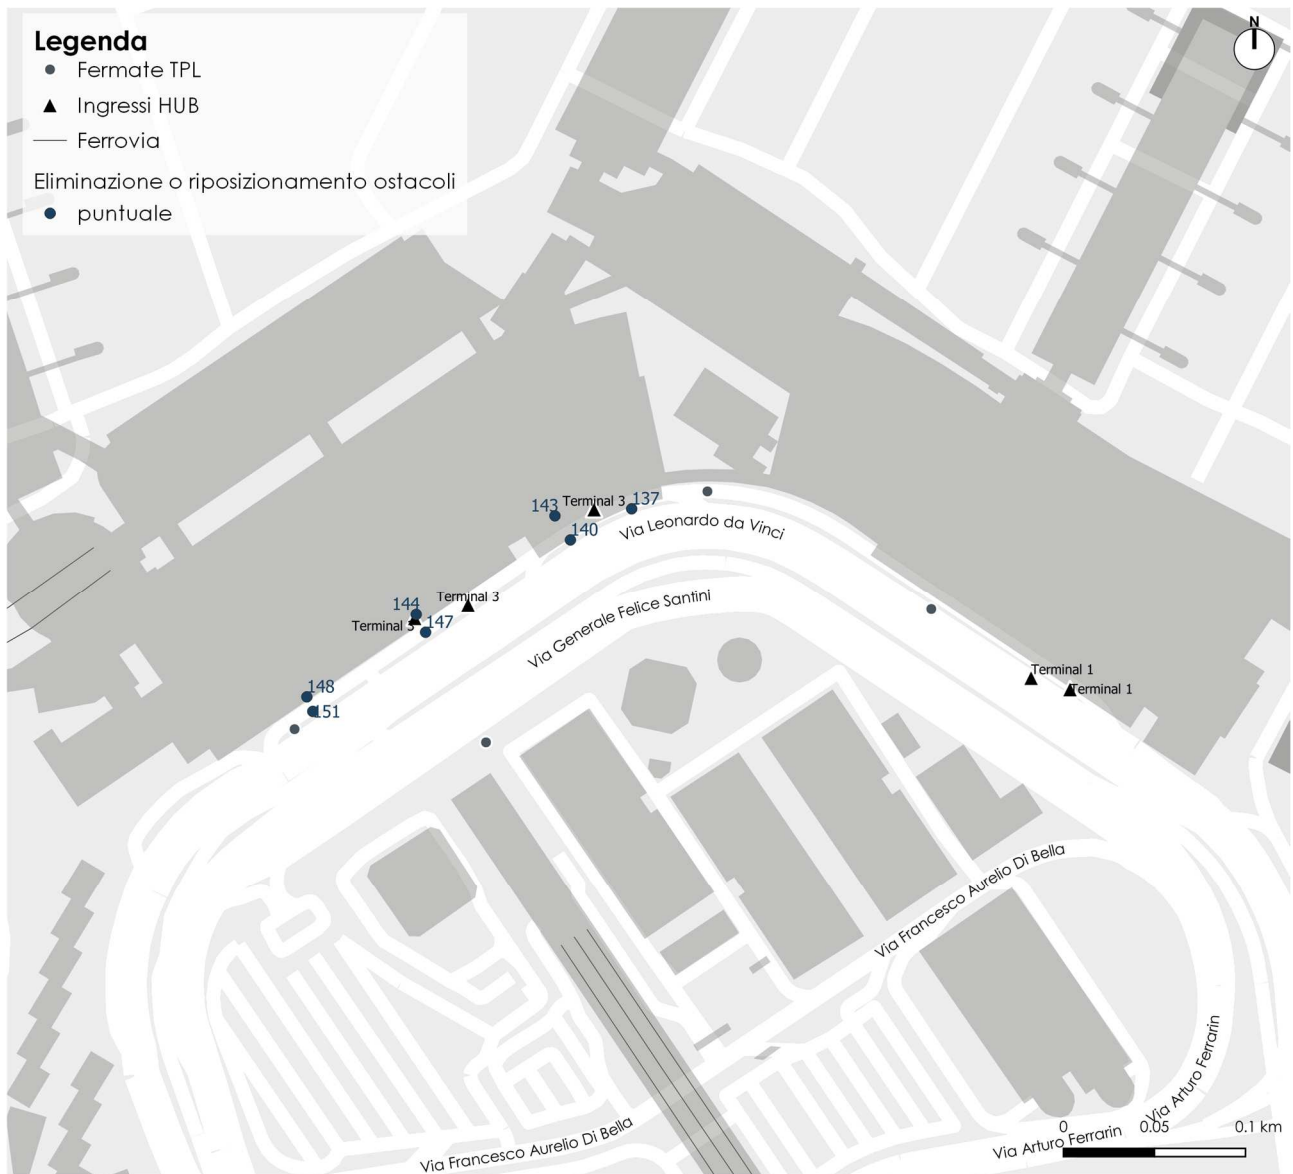 Legenda
Fermate TPL
Ingressi HUB
Ferrovia
Eliminazione o riposizionamento ostacoli
puntuale
N
143
Terminal 3
137
140
Via Leonardo da Vinci
144
Terminal 3
Terminal 3
147
Via Generale Felice Santini
148
151
Terminal 1
Terminal 1
Via Francesco Aurelio Di Bella
Via Arturo Ferrarin
Via Francesco Aurelio Di Bella
Via Arturo Ferrarin
0 0.05 0.1 km